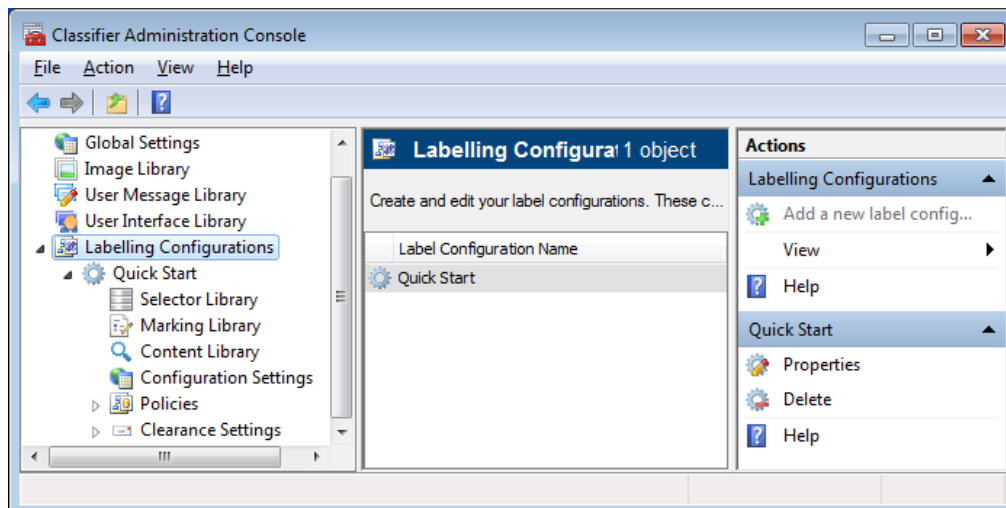 Classifier Administration Console
File Action View Help
Global Settings
Image Library
User Message Library
User Interface Library
Labelling Configurations
Quick Start
Selector Library
Marking Library
Content Library
Configuration Settings
Policies
Clearance Settings
Labelling Configurat 1 object
Create and edit your label configurations. These c...
Label Configuration Name
Quick Start
Actions
Labelling Configurations
Add a new label config...
View
Help
Quick Start
Properties
Delete
Help